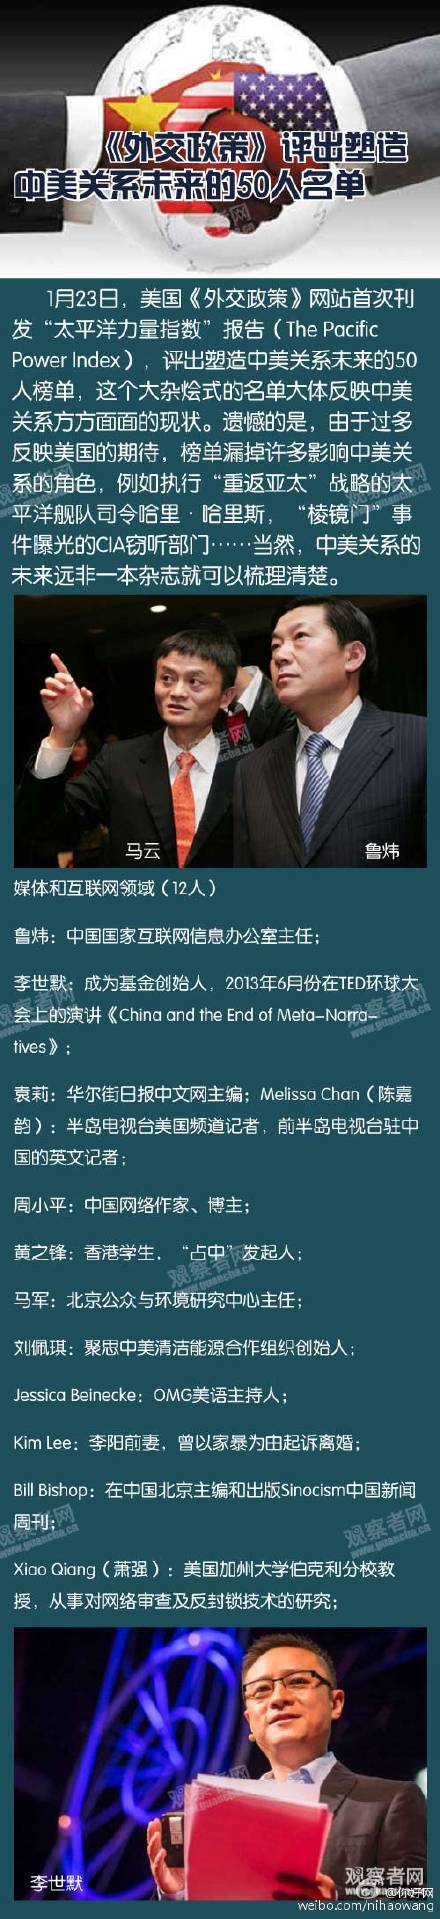 《外交政策》评出塑造
中美关系未来的50人名单
1月23日，美国《外交政策》网站首次刊
发“太平洋力量指数”报告（The Pacific
Power Index），评出塑造中美关系未来的50
人榜单，这个大杂烩式的名单大体反映中美
关系方方面面的现状。遗憾的是，由于过多
反映美国的期待，榜单漏掉许多影响中美关
系的角色，例如执行“重返亚太”战略的太
平洋舰队司令哈里·哈里斯，“棱镜门”事
件曝光的CIA窃听部门……当然，中美关系的
未来远非一本杂志就可以梳理清楚。
观察者网
www.guancha.cn
马云
鲁炜
媒体和互联网领域（12人）
鲁炜：中国国家互联网信息办公室主任；
李世默：成为基金创始人，2013年6月份在TED环球大
会上的演讲《China and the End of Meta-Narra-
tives》；
袁莉：华尔街日报中文网主编；Melissa Chan（陈嘉
韵）：半岛电视台美国频道记者，前半岛电视台驻中
国的英文记者；
周小平：中国网络作家、博主；
黄之锋：香港学生，“占中”发起人；
马军：北京公众与环境研究中心主任；
刘佩琪：聚思中美清洁能源合作组织创始人；
Jessica Beinecke：OMG美语主持人；
Kim Lee：李阳前妻，曾以家暴为由起诉离婚；
Bill Bishop：在中国北京主编和出版Sinocism中国新闻
周刊；
Xiao Qiang（萧强）：美国加州大学伯克利分校教
授，从事对网络审查及反封锁技术的研究；
李世默
观察者网
www.guancha.cn
@你好网
weibo.com/nihaowang